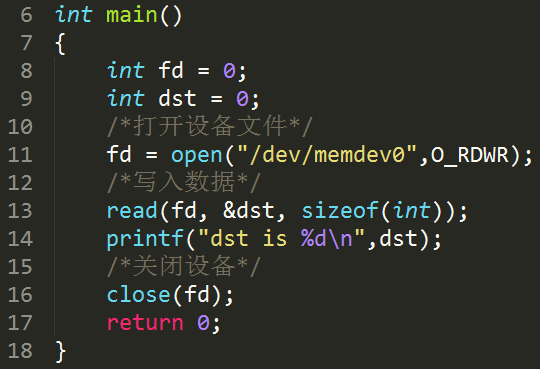 6 int main()
7 {
8     int fd = 0;
9     int dst = 0;
10     /*打开设备文件*/
11     fd = open("/dev/memdev0",O_RDWR);
12     /*写入数据*/
13     read(fd, &dst, sizeof(int));
14     printf("dst is %d\n",dst);
15     /*关闭设备*/
16     close(fd);
17     return 0;
18 }